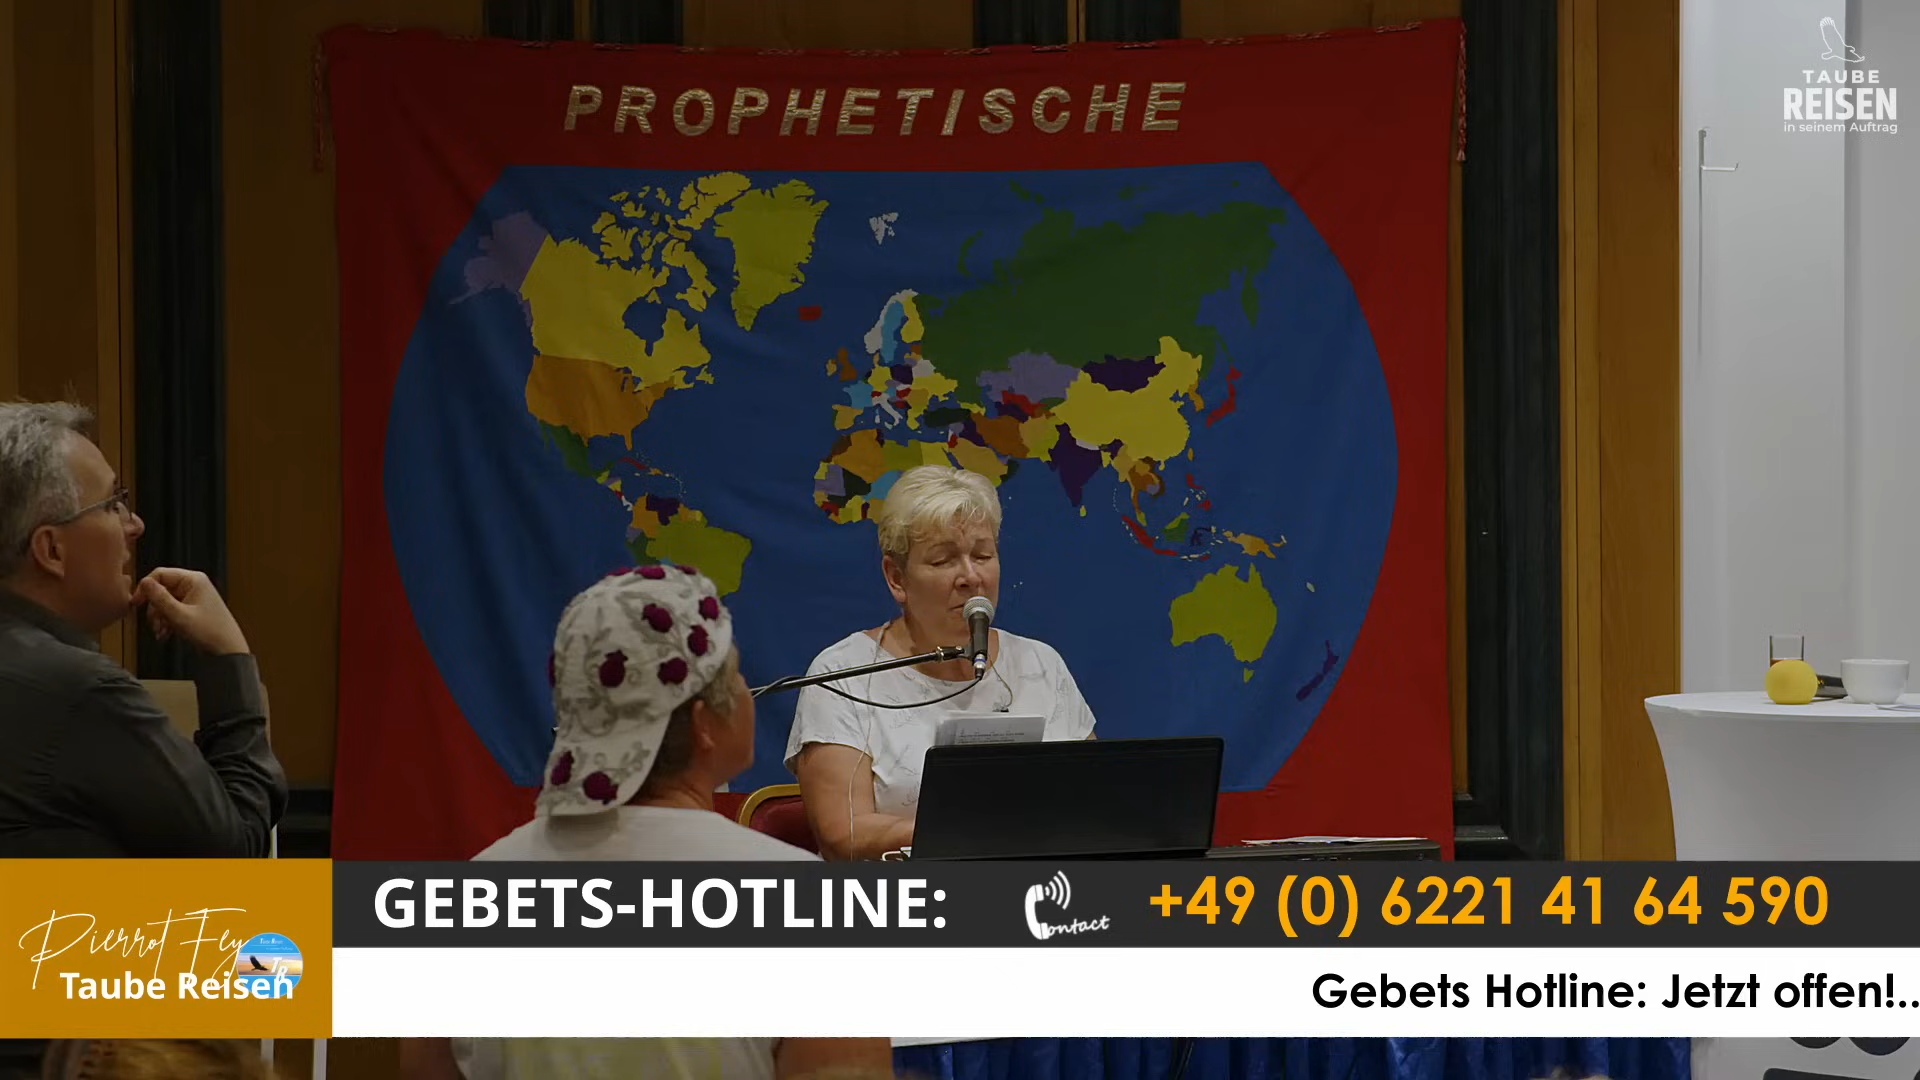 PROPHETISCHE
TAUBE
REISEN
in seinem Auftrag
GEBETS-HOTLINE:
Contact
+49 (0) 6221 41 64 590
Pierrot Fey
Taube Reisen
TR
Gebets Hotline: Jetzt offen!..